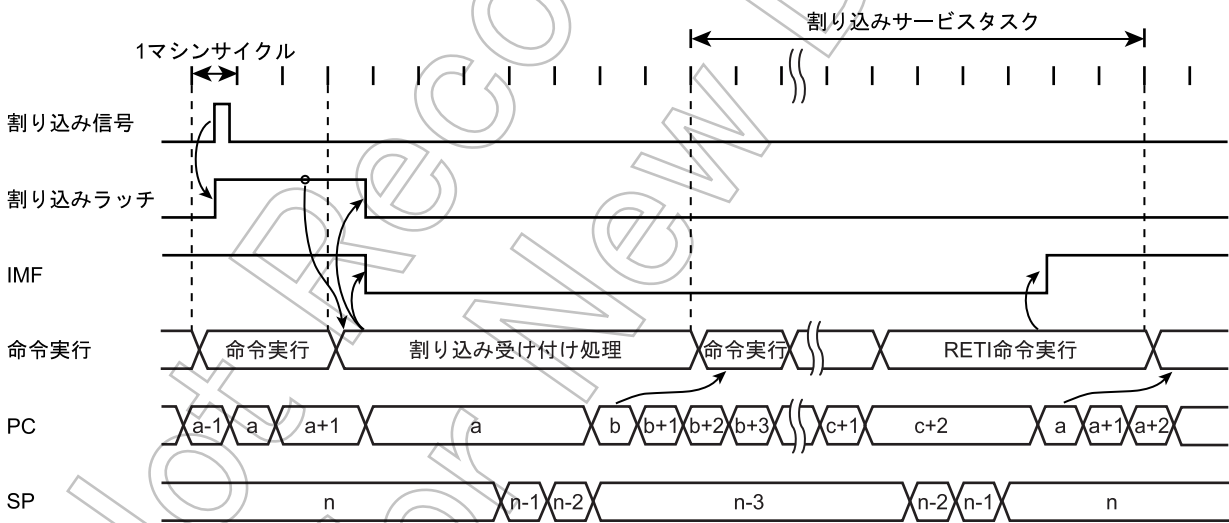 割り込みサービスタスク
1マシンサイクル
割り込み信号
割り込みラッチ
IMF
命令実行 命令実行 割り込み受け付け処理 命令実行 RETI命令実行
PC a-1 a a+1 a b b+1 b+2 b+3 c+1 c+2 a a+1 a+2
SP n n-1 n-2 n-3 n-2 n-1 n
Not Reco
for New D